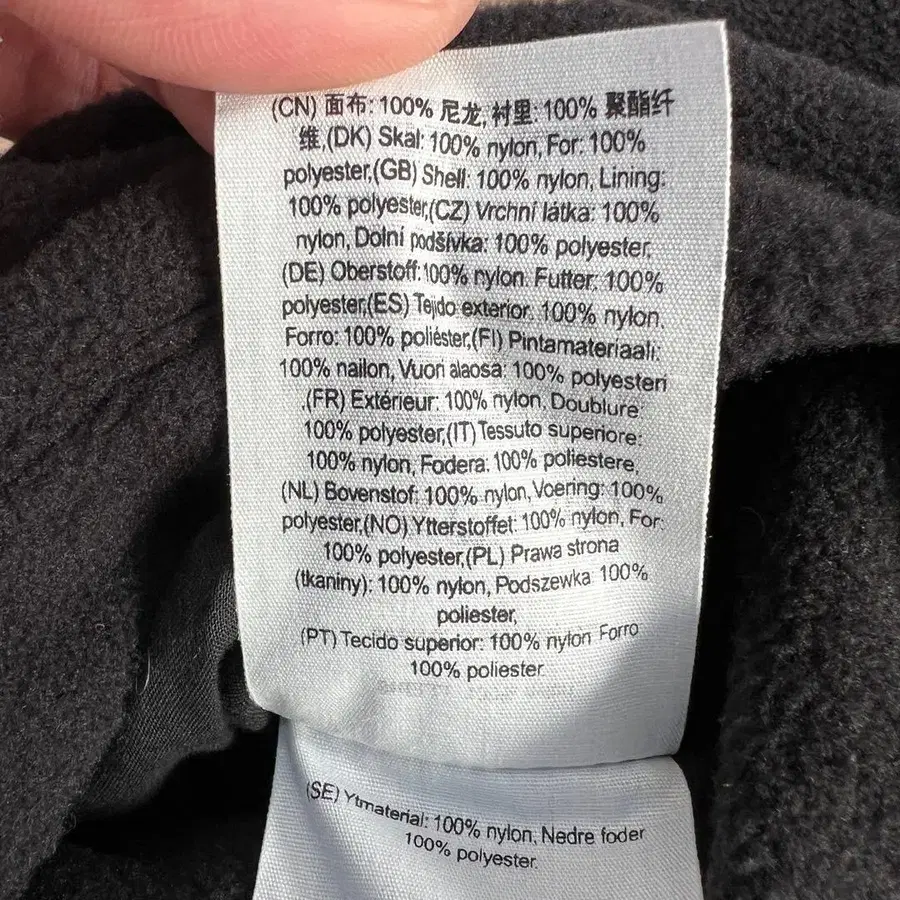 (CN) 面布: 100% 尼龙, 衬里: 100% 聚酯纤
维,(DK) Skal: 100% nylon, For: 100%
polyester,(GB) Shell: 100% nylon, Lining:
100% polyester,(CZ) Vrchní látka: 100%
nylon, Dolní podšívka: 100% polyester,
(DE) Oberstoff:100% nylon. Futter: 100%
polyester,(ES) Tejido exterior. 100% nylon.
Forro: 100% poliéster,(FI) Pintamateriaali:
100% nailon, Vuori alaosa: 100% polyesteri
,(FR) Extérieur: 100% nylon, Doublure:
100% polyester,(IT) Tessuto superiore:
100% nylon, Fodera: 100% poliestere,
(NL) Bovenstof: 100% nylon, Voering: 100%
polyester,(NO) Ytterstoffet: 100% nylon, For:
100% polyester,(PL) Prawa strona
(tkaniny): 100% nylon, Podszewka 100%
poliester,
(PT) Tecido superior: 100% nylon Forro
100% poliester.
(SE) Ytmaterial: 100% nylon, Nedre foder
100% polyester.